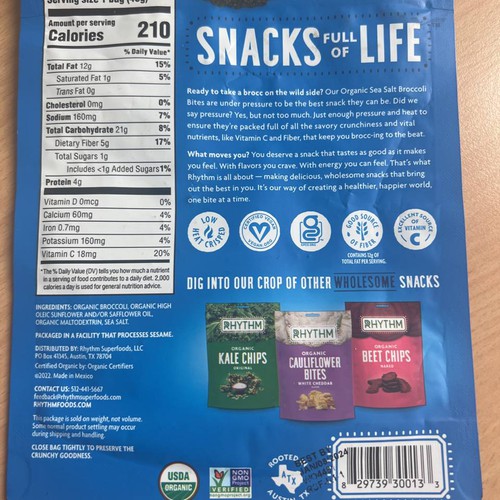 Serving size 1 bag
Amount per serving
Calories 210
% Daily Value*
Total Fat 12g 15%
Saturated Fat 1g 5%
Trans Fat 0g
Cholesterol 0mg 0%
Sodium 160mg 7%
Total Carbohydrate 21g 8%
Dietary Fiber 5g 17%
Total Sugars 1g
Includes <1g Added Sugars 1%
Protein 4g
Vitamin D 0mcg 0%
Calcium 60mg 4%
Iron 0.7mg 4%
Potassium 160mg 4%
Vitamin C 18mg 20%
*The % Daily Value (DV) tells you how much a nutrient
in a serving of food contributes to a daily diet. 2,000
calories a day is used for general nutrition advice.
INGREDIENTS: ORGANIC BROCCOLI, ORGANIC HIGH
OLEIC SUNFLOWER AND/OR SAFFLOWER OIL,
ORGANIC MALTODEXTRIN, SEA SALT.
PACKAGED IN A FACILITY THAT PROCESSES SESAME.
DISTRIBUTED BY: Rhythm Superfoods, LLC
PO Box 41045, Austin, TX 78704
Certified Organic by: Organic Certifiers
©2022. Made in Mexico
CONTACT US: 512-441-5667
feedback@rhythmsuperfoods.com
RHYTHMFOODS.COM
This package is sold on weight, not volume.
Some normal product settling may occur
during shipping and handling.
CLOSE BAG TIGHTLY TO PRESERVE THE
CRUNCHY GOODNESS.
USDA
ORGANIC
NON
GMO
Project
VERIFIED
nongmoproject.org
SNACKS FULL OF LIFE
Ready to take a brocc on the wild side? Our Organic Sea Salt Broccoli
Bites are under pressure to be the best snack they can be. Did we
say pressure? Yes, but not too much. Just enough pressure and heat to
ensure they're packed full of all the savory crunchiness and vital
nutrients, like Vitamin C and Fiber, that keep you brocc-ing to the beat.
What moves you? You deserve a snack that tastes as good as it makes
you feel. With flavors you crave. With energy you can feel. That's what
Rhythm is all about — making delicious, wholesome snacks that bring
out the best in you. It's our way of creating a healthier, happier world,
one bite at a time.
LOW
HEAT CRISPED
CERTIFIED VEGAN
VEGAN.ORG
GOOD SOURCE
OF FIBER
CONTAINS 12g OF
TOTAL FAT PER SERVING.
EXCELLENT SOURCE
OF VITAMIN
C
DIG INTO OUR CROP OF OTHER WHOLESOME SNACKS
RHYTHM
ORGANIC
KALE CHIPS
ORIGINAL
RHYTHM
ORGANIC
CAULIFLOWER
BITES
WHITE CHEDDAR
RHYTHM
ORGANIC
BEET CHIPS
NAKED
ROOTED
ATX
AUSTIN, TX
BEST BY
1 29739 30013 3